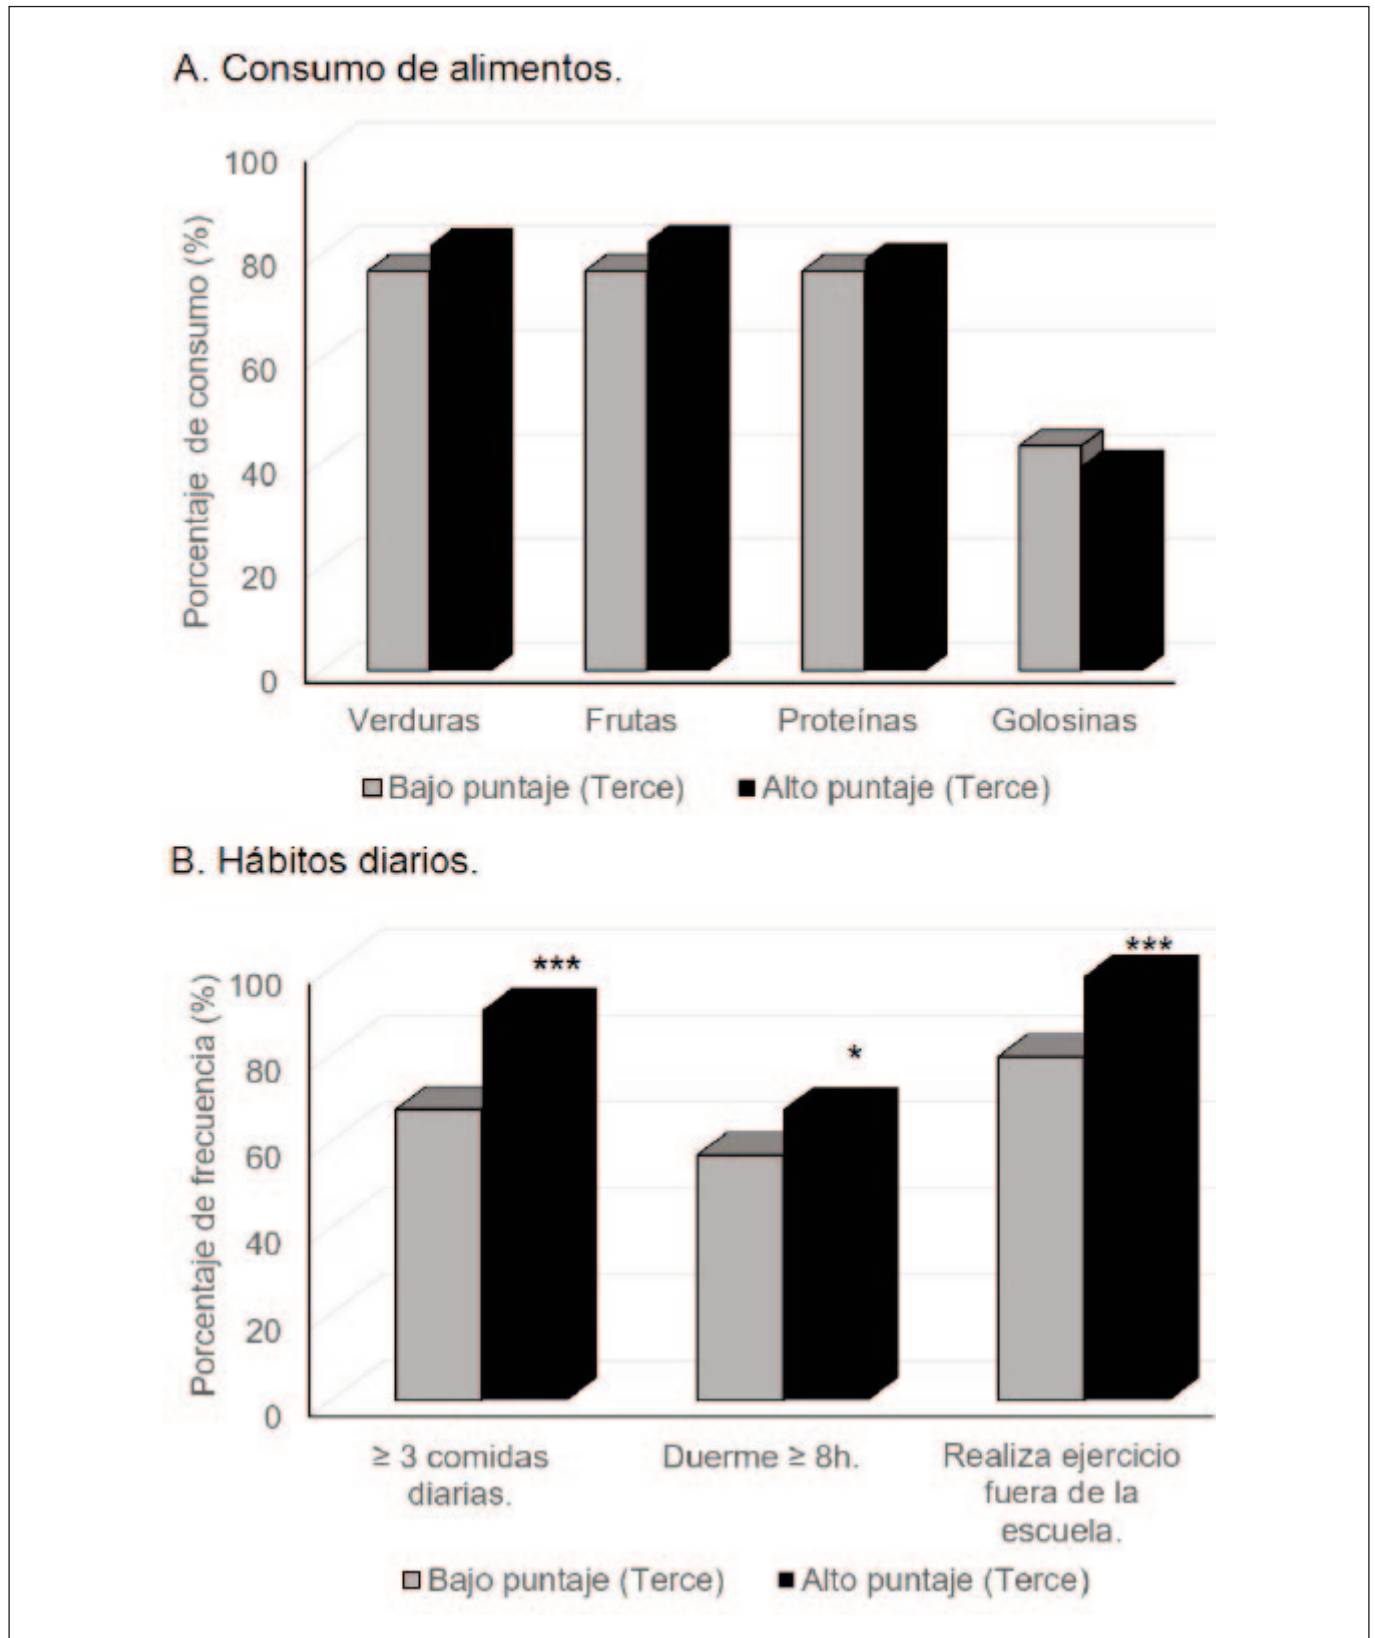 A. Consumo de alimentos.
Porcentaje de consumo (%)
100
80
60
40
20
0
Verduras
Frutas
Proteínas
Golosinas
Bajo puntaje (Terce)
Alto puntaje (Terce)
B. Hábitos diarios.
Porcentaje de frecuencia (%)
100
80
60
40
20
0
***
*
***
≥ 3 comidas
diarias.
Duerme ≥ 8h.
Realiza ejercicio
fuera de la
escuela.
Bajo puntaje (Terce)
Alto puntaje (Terce)